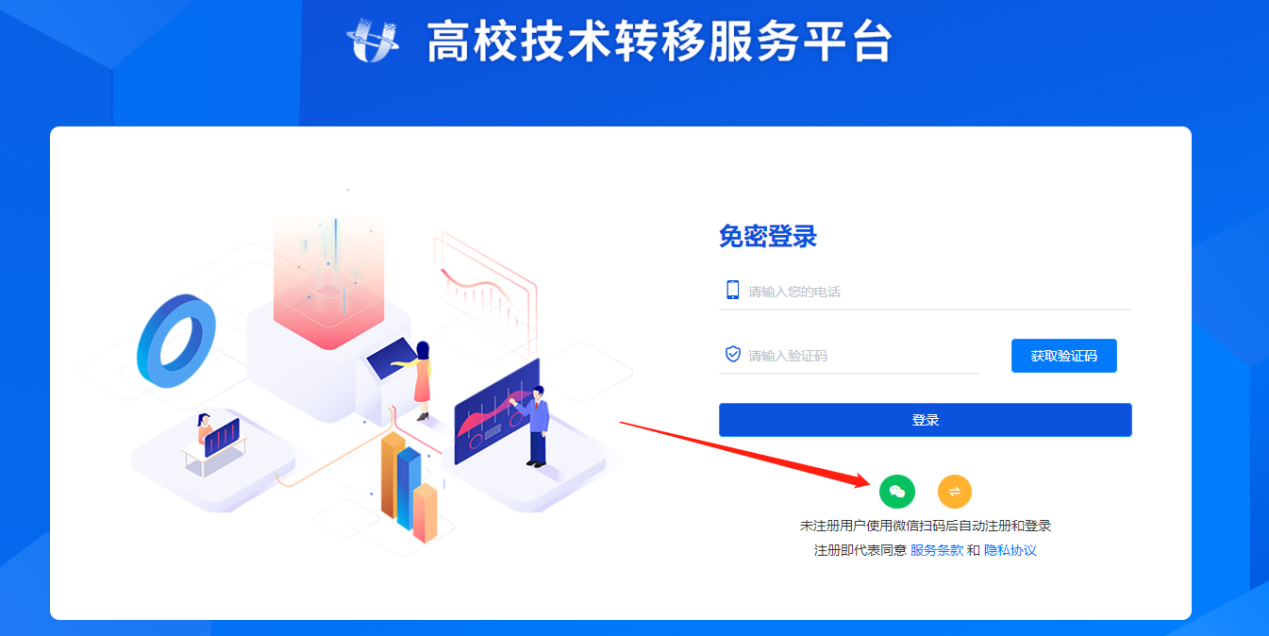 高校技术转移服务平台
免密登录
请输入您的电话
请输入验证码
获取验证码
登录
未注册用户使用微信扫码后自动注册和登录
注册即代表同意 服务条款 和 隐私协议